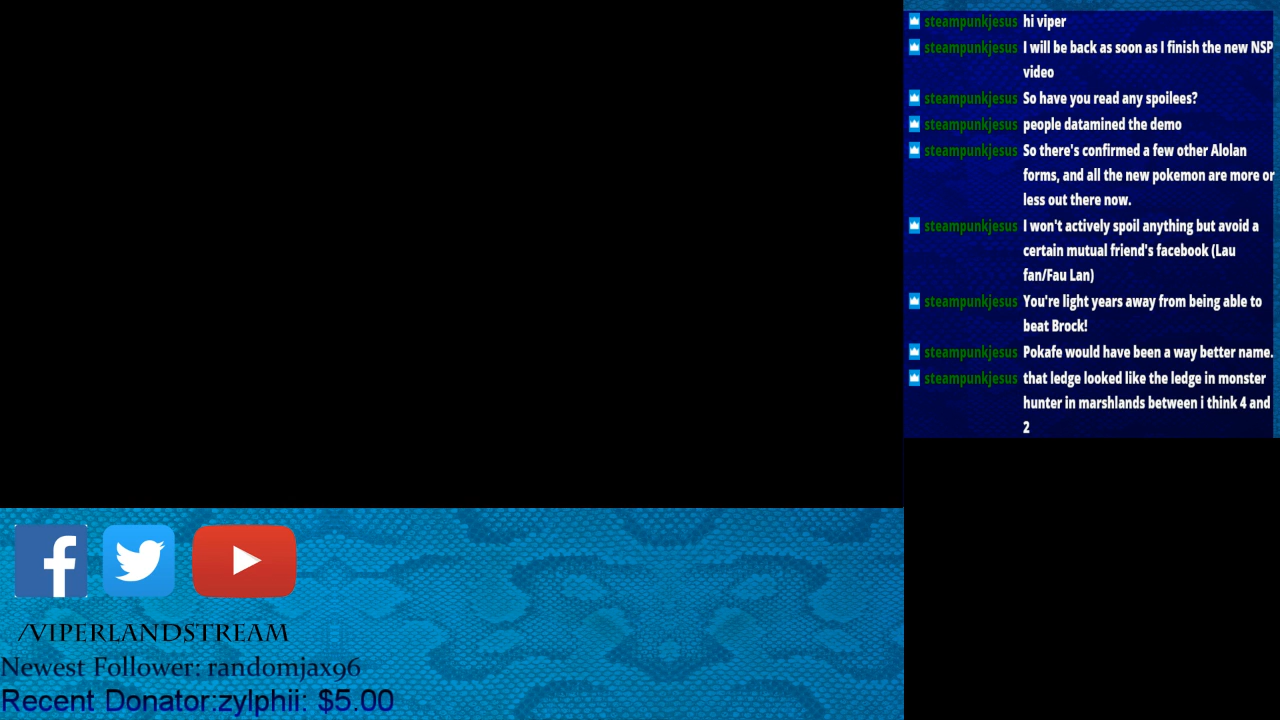 steampunkjesus hi viper
steampunkjesus I will be back as soon as I finish the new NSP
video
steampunkjesus So have you read any spoilees?
steampunkjesus people datamined the demo
steampunkjesus So there's confirmed a few other Alolan
forms, and all the new pokemon are more or
less out there now.
steampunkjesus I won't actively spoil anything but avoid a
certain mutual friend's facebook (Lau
fan/Fau Lan)
steampunkjesus You're light years away from being able to
beat Brock!
steampunkjesus Pokafe would have been a way better name.
steampunkjesus that ledge looked like the ledge in monster
hunter in marshlands between i think 4 and
2
/VIPERLANDSTREAM
Newest Follower: randomjax96
Recent Donator:zylphii: $5.00